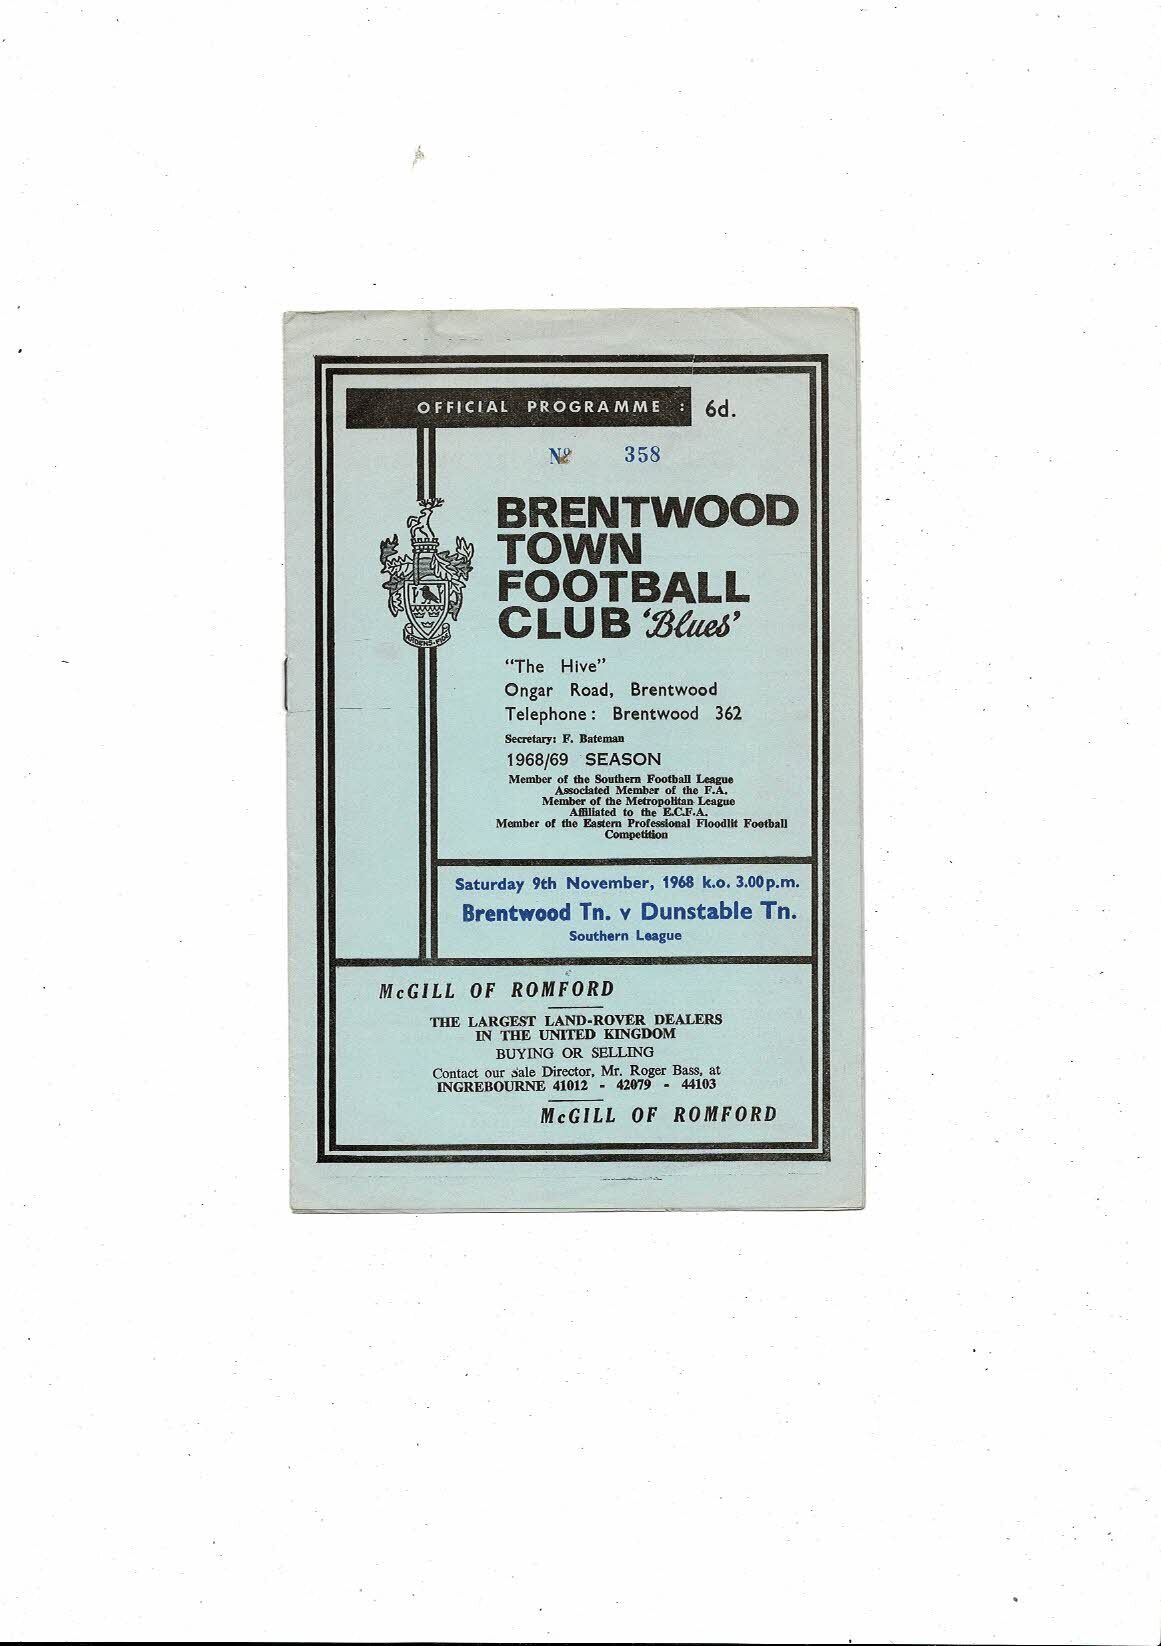 OFFICIAL PROGRAMME : 6d.
Nº 358
BRENTWOOD
TOWN
FOOTBALL
CLUB 'Blues'
"The Hive"
Ongar Road, Brentwood
Telephone: Brentwood 362
Secretary: F. Bateman
1968/69 SEASON
Member of the Southern Football League
Associated Member of the F.A.
Member of the Metropolitan League
Affiliated to the E.C.F.A.
Member of the Eastern Professional Floodlit Football
Competition
Saturday 9th November, 1968 k.o. 3.00p.m.
Brentwood Tn. v Dunstable Tn.
Southern League
McGILL OF ROMFORD
THE LARGEST LAND-ROVER DEALERS
IN THE UNITED KINGDOM
BUYING OR SELLING
Contact our Sale Director, Mr. Roger Bass, at
INGREBOURNE 41012 - 42079 - 44103
McGILL OF ROMFORD